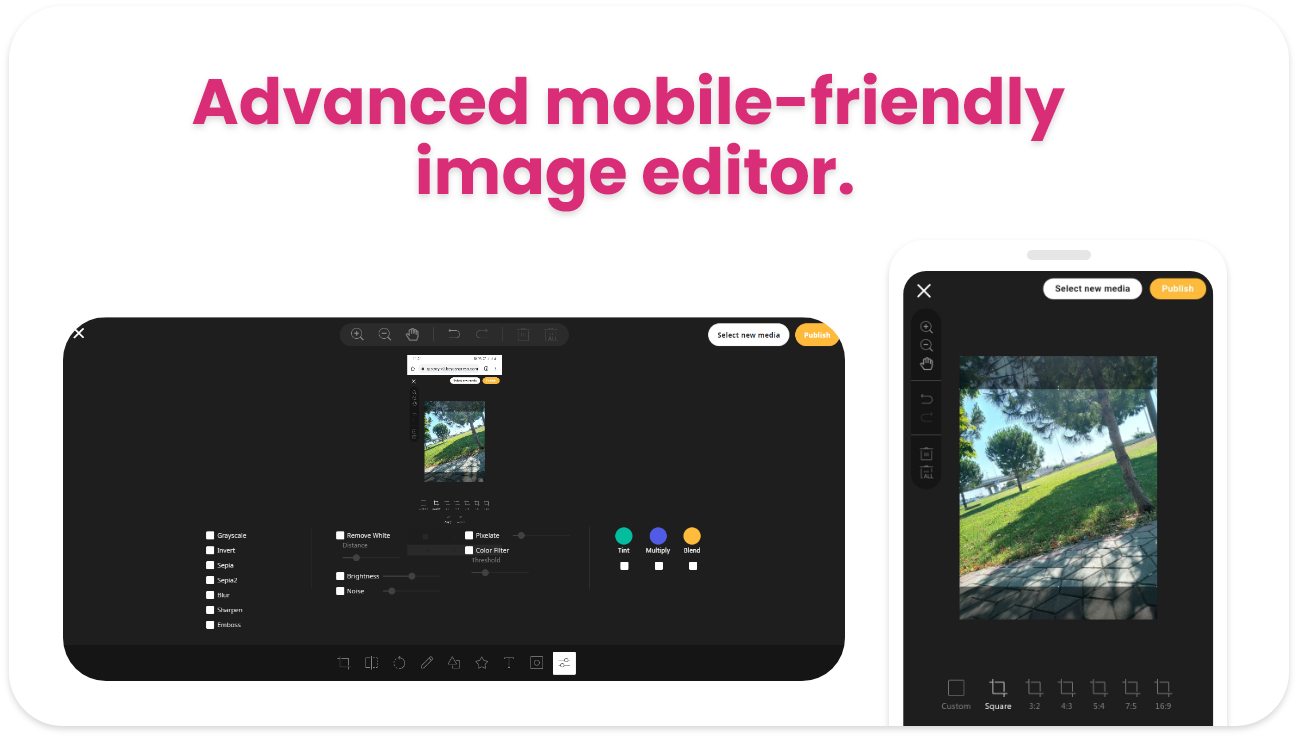 Advanced mobile-friendly
image editor.
Select new media
Publish
ALL
Grayscale
Invert
Sepia
Sepia2
Blur
Sharpen
Emboss
Remove White
Distance
Brightness
Noise
Pixelate
Color Filter
Threshold
Tint Multiply Blend
Select new media
Publish
ALL
Custom Square 3:2 4:3 5:4 7:5 16:9